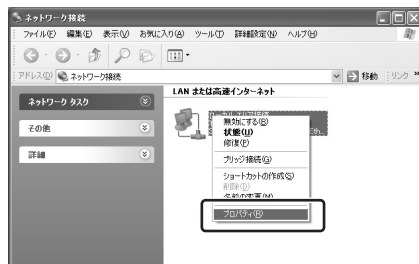 ネットワーク接続
ファイル(F) 編集(E) 表示(V) お気に入り(A) ツール(T) 詳細設定(N) ヘルプ(H)
戻る
アドレス(D) ネットワーク接続 移動 リンク »
ネットワーク タスク
その他
詳細
LAN または高速インターネット
無効にする(B)
状態(U)
修復(P)
ブリッジ接続(G)
ショートカットの作成(S)
削除(D)
名前の変更(M)
プロパティ(R)